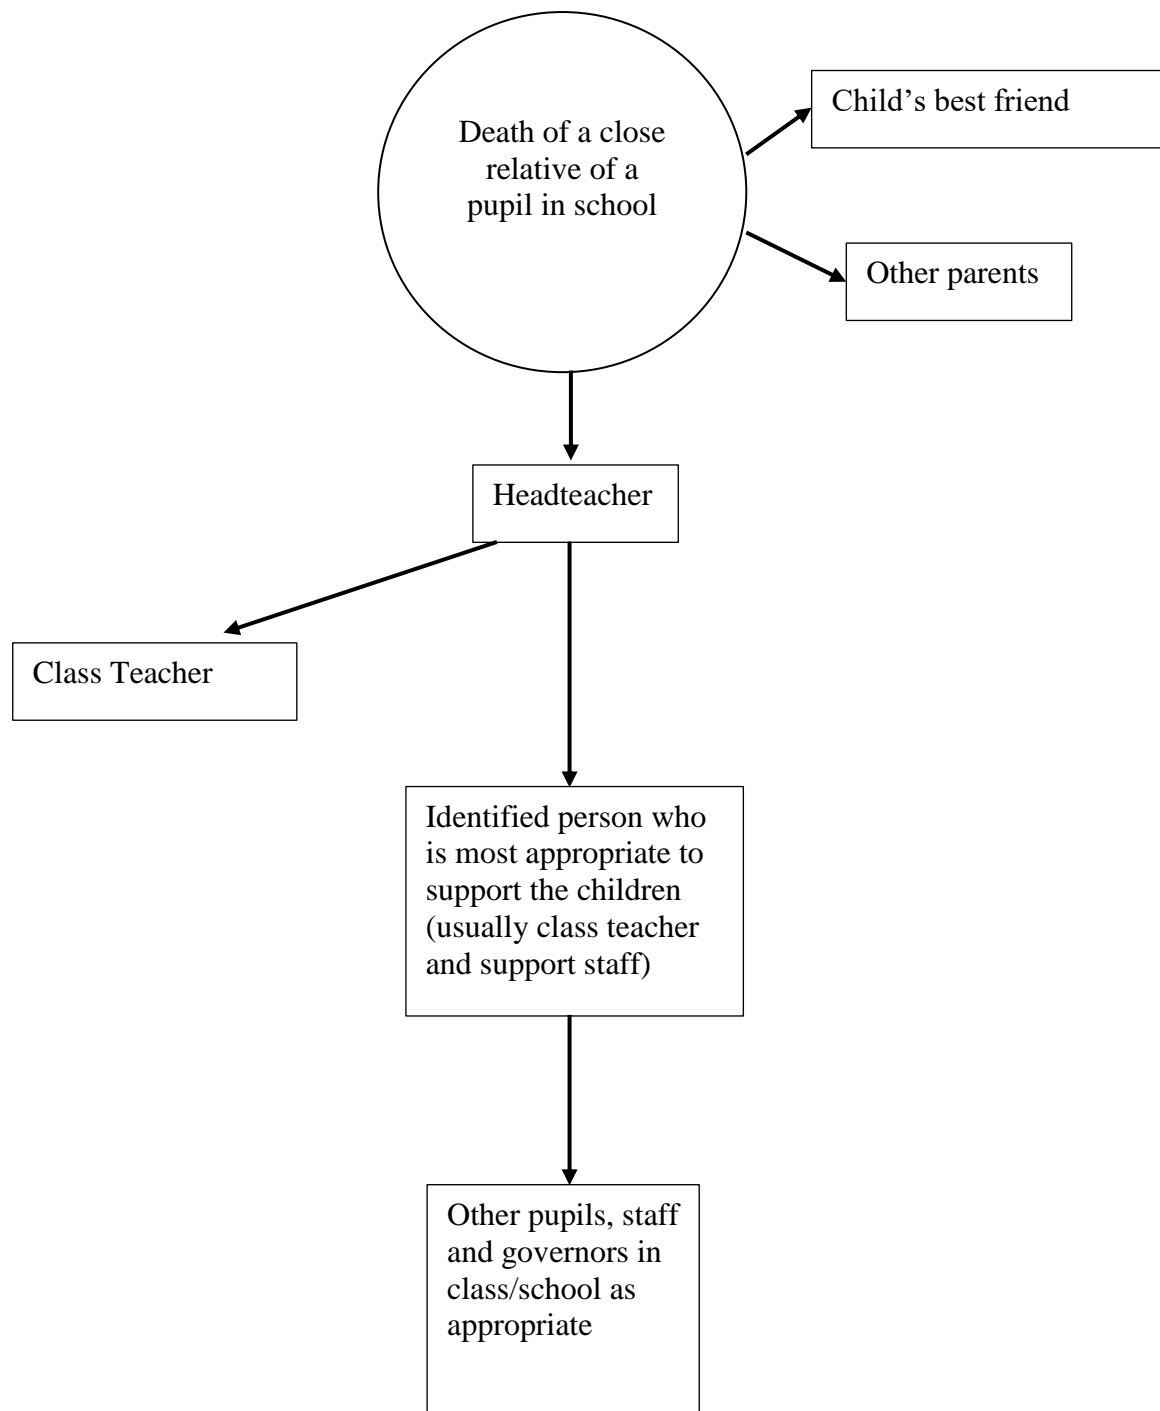 Death of a close
relative of a
pupil in school
Child’s best friend
Other parents
Headteacher
Class Teacher
Identified person who
is most appropriate to
support the children
(usually class teacher
and support staff)
Other pupils, staff
and governors in
class/school as
appropriate